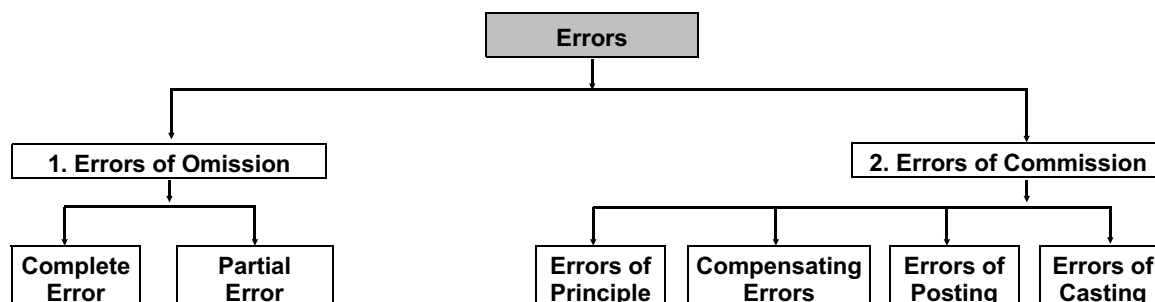 Errors
1. Errors of Omission
2. Errors of Commission
Complete
Error
Partial
Error
Errors of
Principle
Compensating
Errors
Errors of
Posting
Errors of
Casting